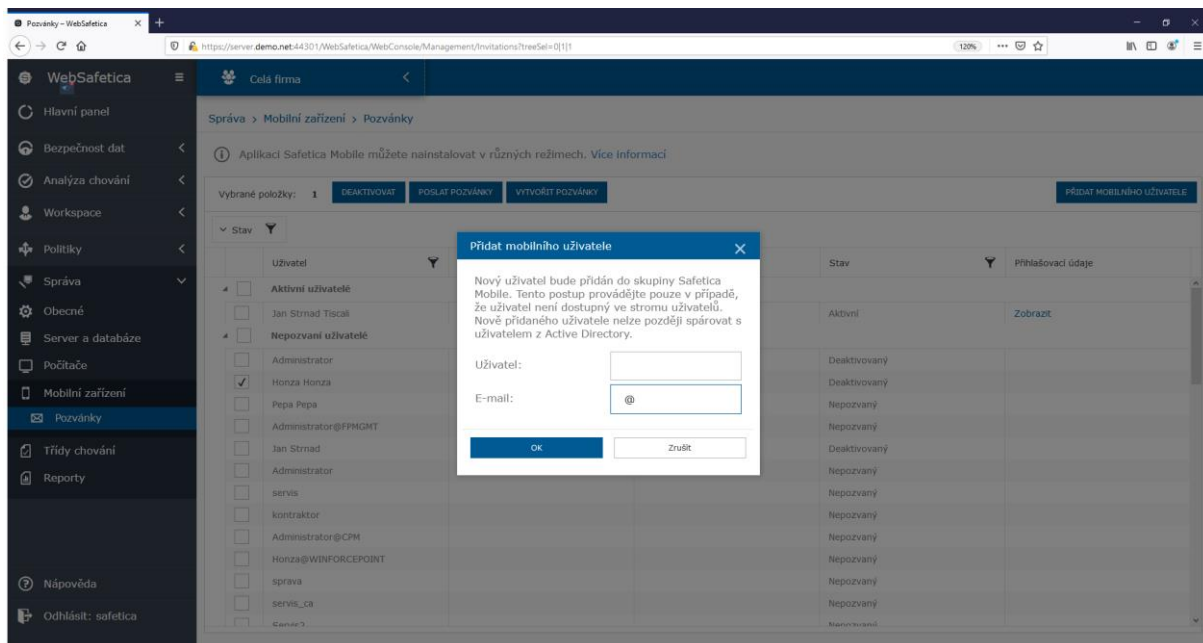 Pozvánky – WebSafetica
https://server.demo.net:44301/WebSafetica/WebConsole/Management/Invitations?treeSel=0|1|1
120%
WebSafetica
Celá firma
Hlavní panel
Bezpečnost dat
Analýza chování
Workspace
Politiky
Správa
Obecné
Server a databáze
Počítače
Mobilní zařízení
Pozvánky
Třídy chování
Reporty
Nápověda
Odhlásit: safetica
Správa > Mobilní zařízení > Pozvánky
Aplikaci Safetica Mobile můžete nainstalovat v různých režimech. Více informací
Vybrané položky: 1 DEAKTIVOVAT POSLAT POZVÁNKY VYTVOŘIT POZVÁNKY PŘIDAT MOBILNÍHO UŽIVATELE
Stav
Uživatel Stav Přihlašovací údaje
Aktivní uživatelé
Jan Strnad Tiscali Aktivní Zobrazit
Nepozvaní uživatelé
Administrator Deaktivovaný
Honza Honza Deaktivovaný
Pepa Pepa Nepozvaný
Administrator@FPMGMT Nepozvaný
Jan Strnad Deaktivovaný
Administrator Nepozvaný
servis Nepozvaný
kontraktor Nepozvaný
Administrator@CPM Nepozvaný
Honza@WINFORCEPOINT Nepozvaný
sprava Nepozvaný
servis_ca Nepozvaný
Servis2 Nepozvaný
Přidat mobilního uživatele
Nový uživatel bude přidán do skupiny Safetica
Mobile. Tento postup provádějte pouze v případě,
že uživatel není dostupný ve stromu uživatelů.
Nově přidaného uživatele nelze později spárovat s
uživatelem z Active Directory.
Uživatel:
E-mail: @
OK Zrušit